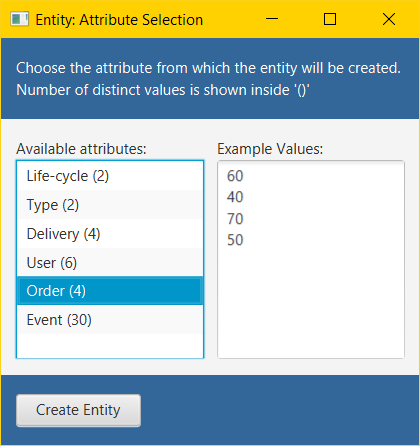 Entity: Attribute Selection
Choose the attribute from which the entity will be created.
Number of distinct values is shown inside '()'
Available attributes:
Life-cycle (2)
Type (2)
Delivery (4)
User (6)
Order (4)
Event (30)
Example Values:
60
40
70
50
Create Entity